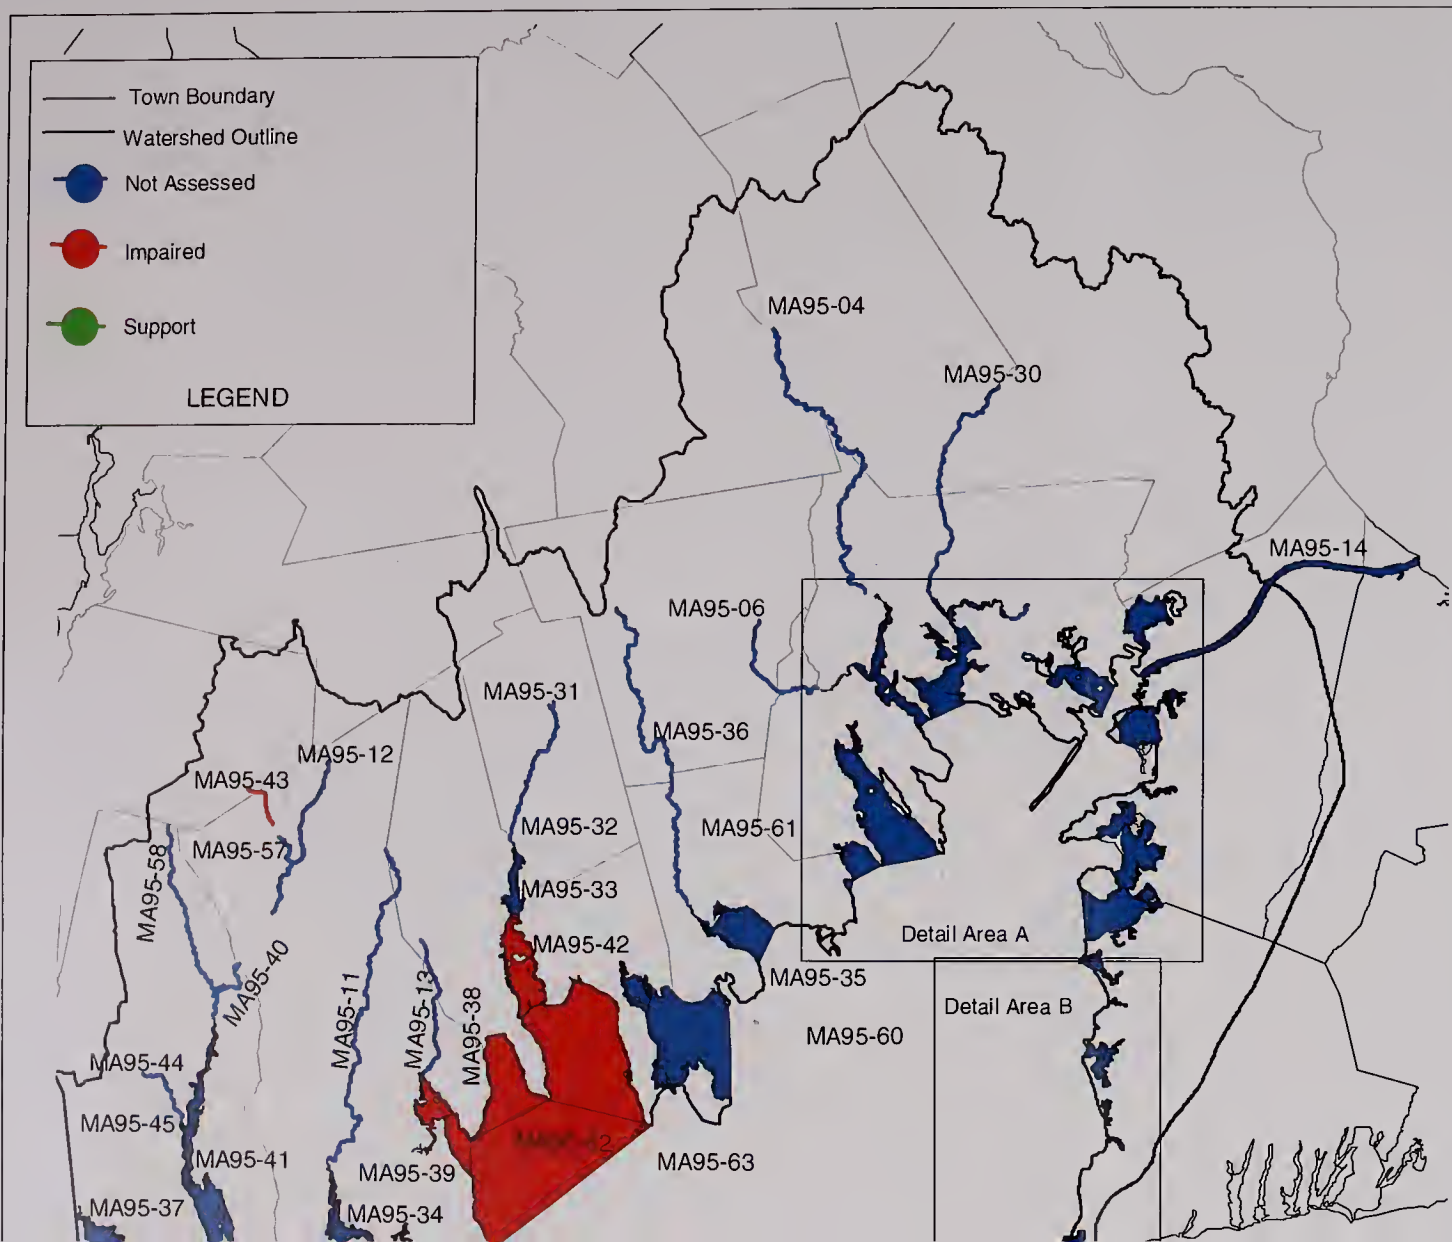 Town Boundary
Watershed Outline
Not Assessed
Impaired
Support
LEGEND
MA95-04
MA95-30
MA95-14
MA95-06
MA95-31
MA95-36
MA95-12
MA95-43
MA95-32
MA95-61
MA95-57
MA95-58
MA95-33
MA95-42
Detail Area A
MA95-40
MA95-35
MA95-11
MA95-13
MA95-38
Detail Area B
MA95-60
MA95-44
MA95-45
MA95-41
MA95-39
MA95-63
MA95-37
MA95-34